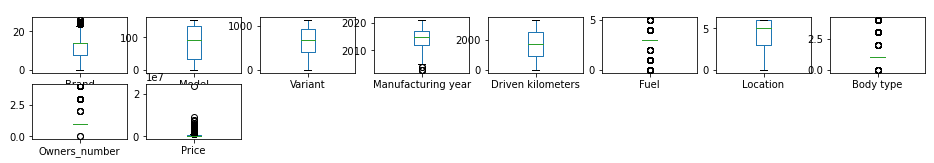 20
0
Brand
100
0
Model
1000
0
Variant
2020
2010
Manufacturing year
2000
0
Driven kilometers
5
0
Fuel
5
0
Location
2.5
0.0
Body type
2.5
0.0
Owners_number
1e7
2
0
Price